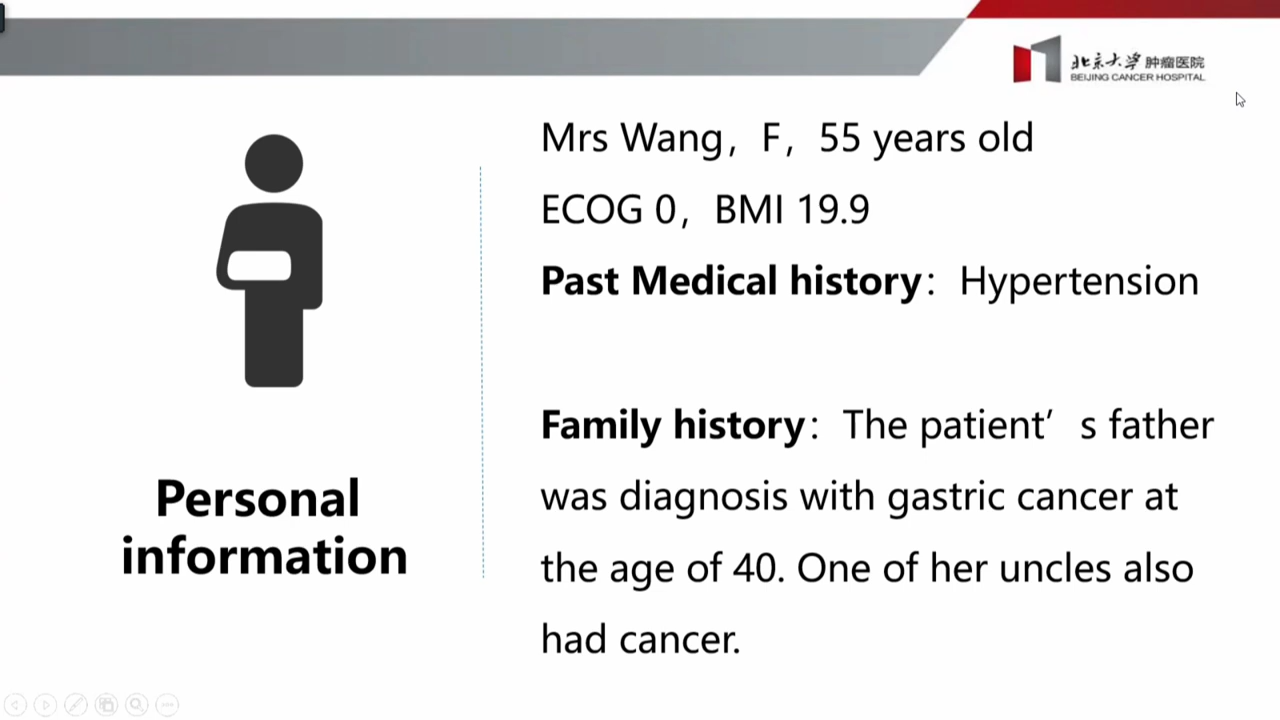 北京大学肿瘤医院
BEIJING CANCER HOSPITAL
Mrs Wang，F，55 years old
ECOG 0，BMI 19.9
Past Medical history：Hypertension
Family history：The patient’s father
was diagnosis with gastric cancer at
the age of 40. One of her uncles also
had cancer.
Personal
information